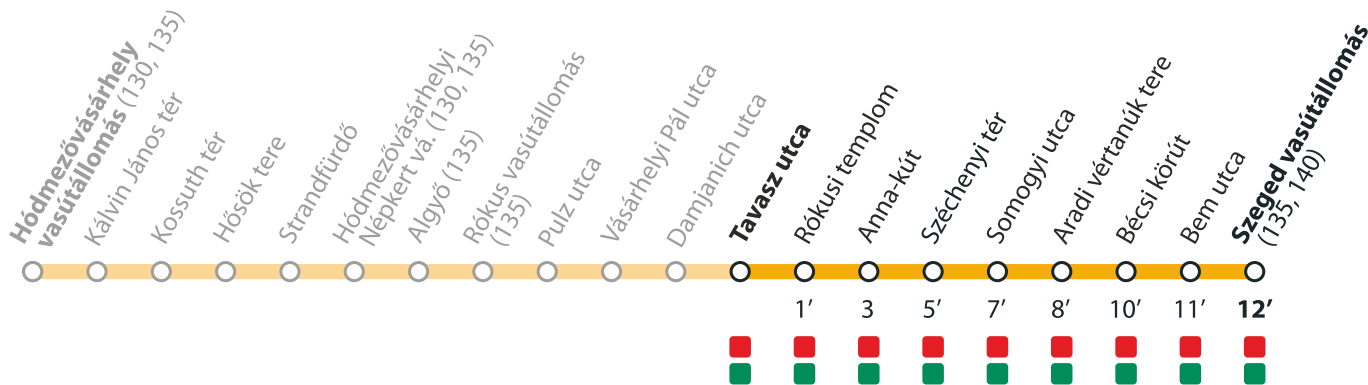 Hódmezővásárhely
vasútállomás (130, 135)
Kálvin János tér
Kossuth tér
Hősök tere
Strandfürdő
Hódmezővásárhelyi
Népkert vá. (130, 135)
Algyő (135)
Rókus vasútállomás
(135)
Pulz utca
Vásárhelyi Pál utca
Damjanich utca
Tavasz utca
Rókusi templom
Anna-kút
Széchenyi tér
Somogyi utca
Aradi vértanúk tere
Bécsi körút
Bem utca
Szeged vasútállomás
(135, 140)
1’ 3 5’ 7’ 8’ 10’ 11’ 12’